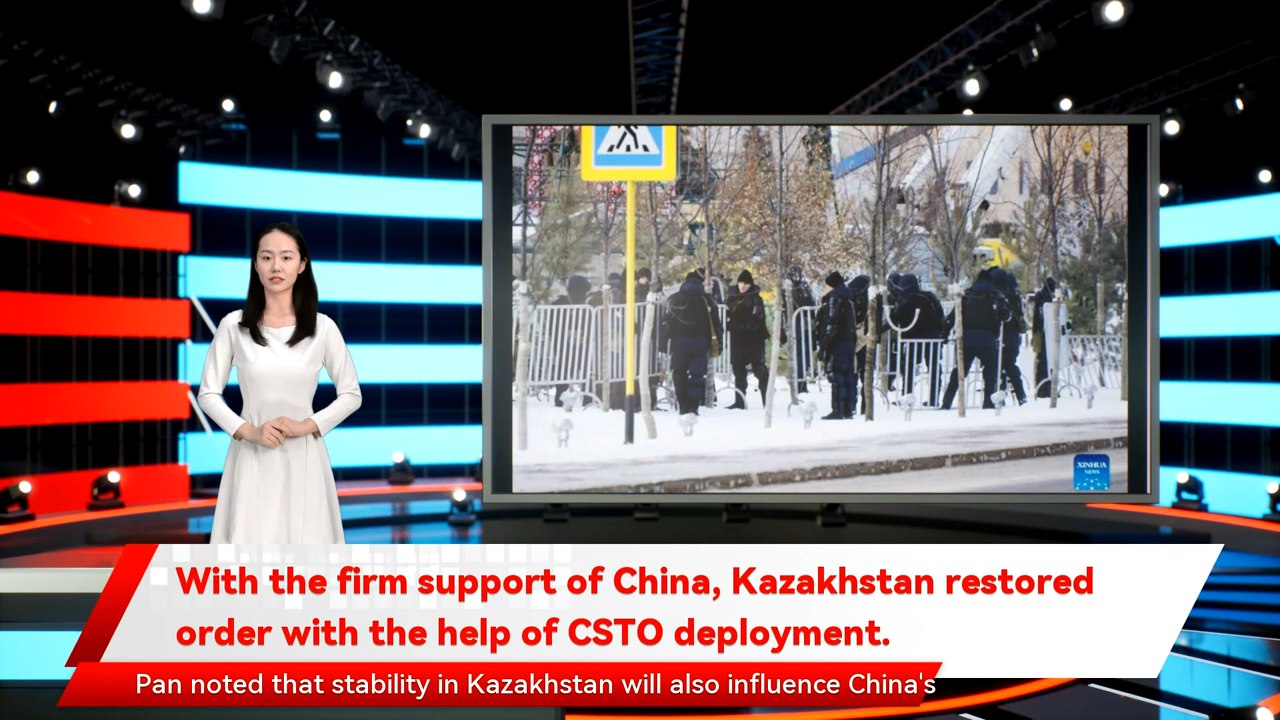 XINHUA
NEWS
With the firm support of China, Kazakhstan restored
order with the help of CSTO deployment.
Pan noted that stability in Kazakhstan will also influence China's